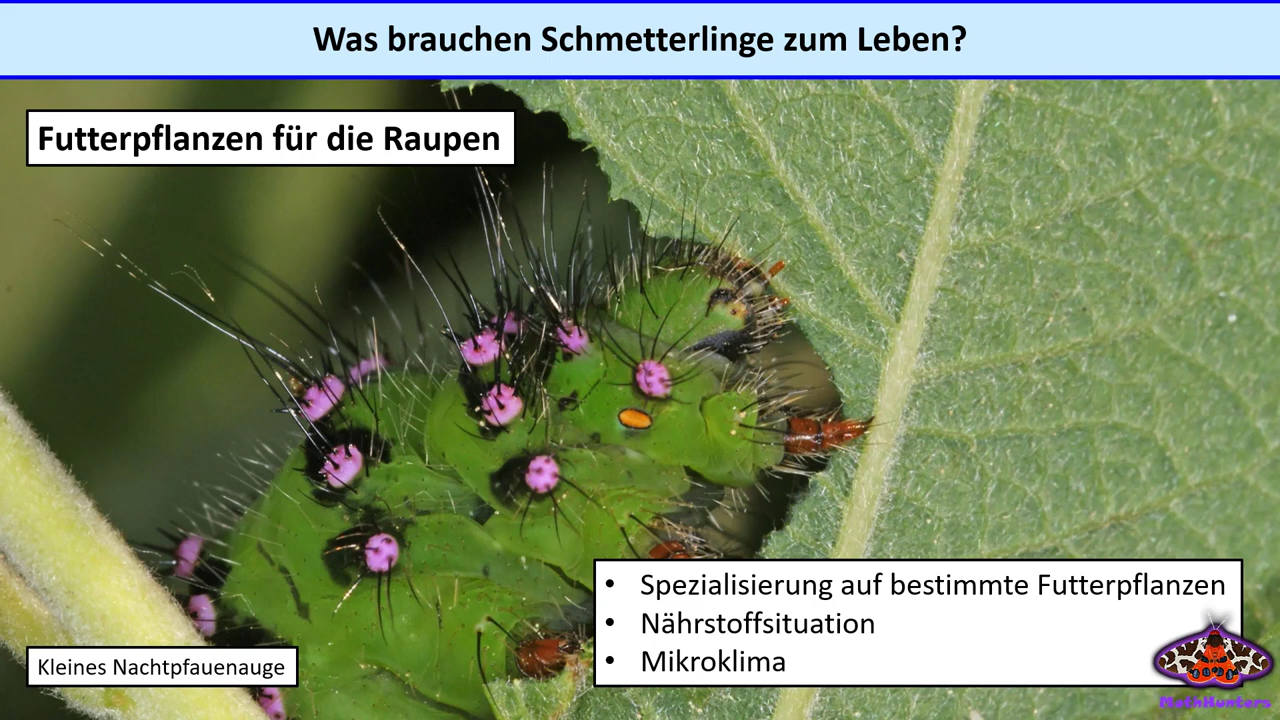 Was brauchen Schmetterlinge zum Leben?
Futterpflanzen für die Raupen
• Spezialisierung auf bestimmte Futterpflanzen
• Nährstoffsituation
• Mikroklima
Kleines Nachtpfauenauge
MothHunters